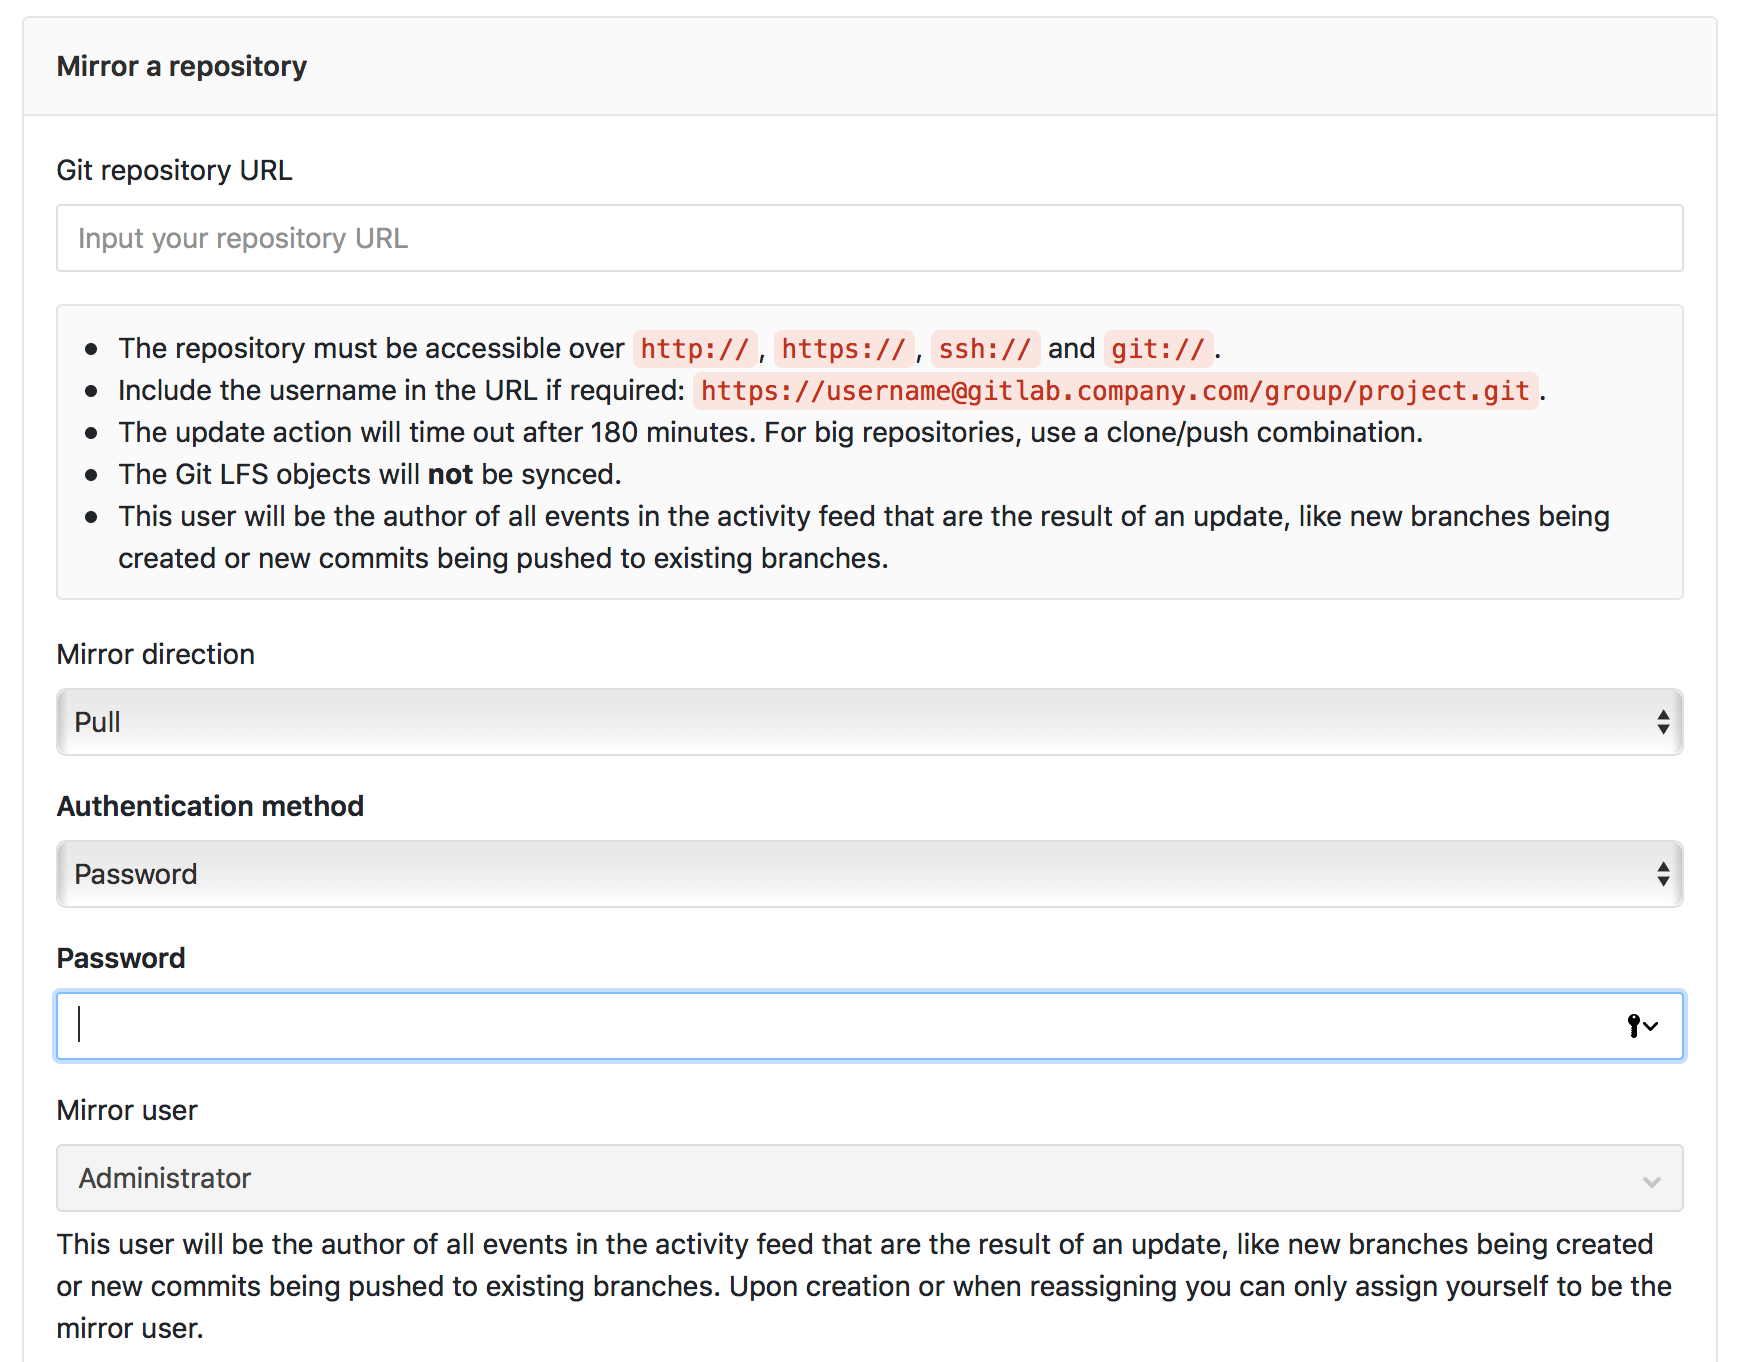 Mirror a repository
Git repository URL
Input your repository URL
• The repository must be accessible over http://, https://, ssh:// and git://.
• Include the username in the URL if required: https://username@gitlab.company.com/group/project.git.
• The update action will time out after 180 minutes. For big repositories, use a clone/push combination.
• The Git LFS objects will not be synced.
• This user will be the author of all events in the activity feed that are the result of an update, like new branches being
created or new commits being pushed to existing branches.
Mirror direction
Pull
Authentication method
Password
Password
Mirror user
Administrator
This user will be the author of all events in the activity feed that are the result of an update, like new branches being created
or new commits being pushed to existing branches. Upon creation or when reassigning you can only assign yourself to be the
mirror user.